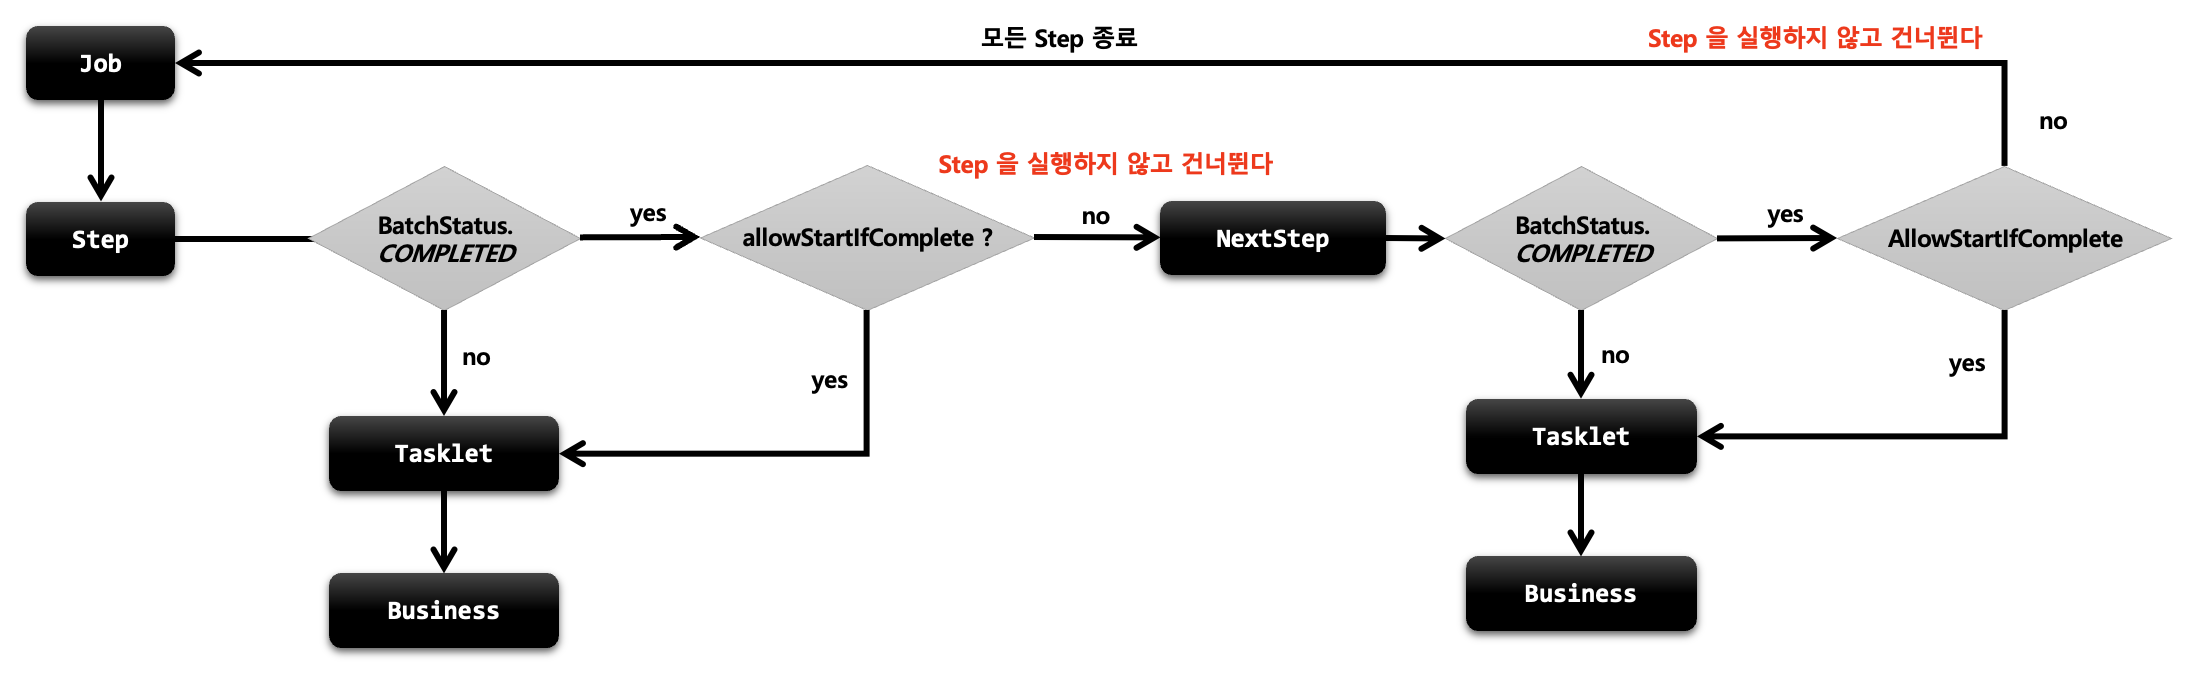 모든 Step 종료
Step 을 실행하지 않고 건너뛴다
Job
no
Step 을 실행하지 않고 건너뛴다
Step
BatchStatus.
COMPLETED
yes
allowStartIfComplete ?
no
NextStep
BatchStatus.
COMPLETED
yes
AllowStartIfComplete
no
yes
no
yes
Tasklet
Tasklet
Business
Business